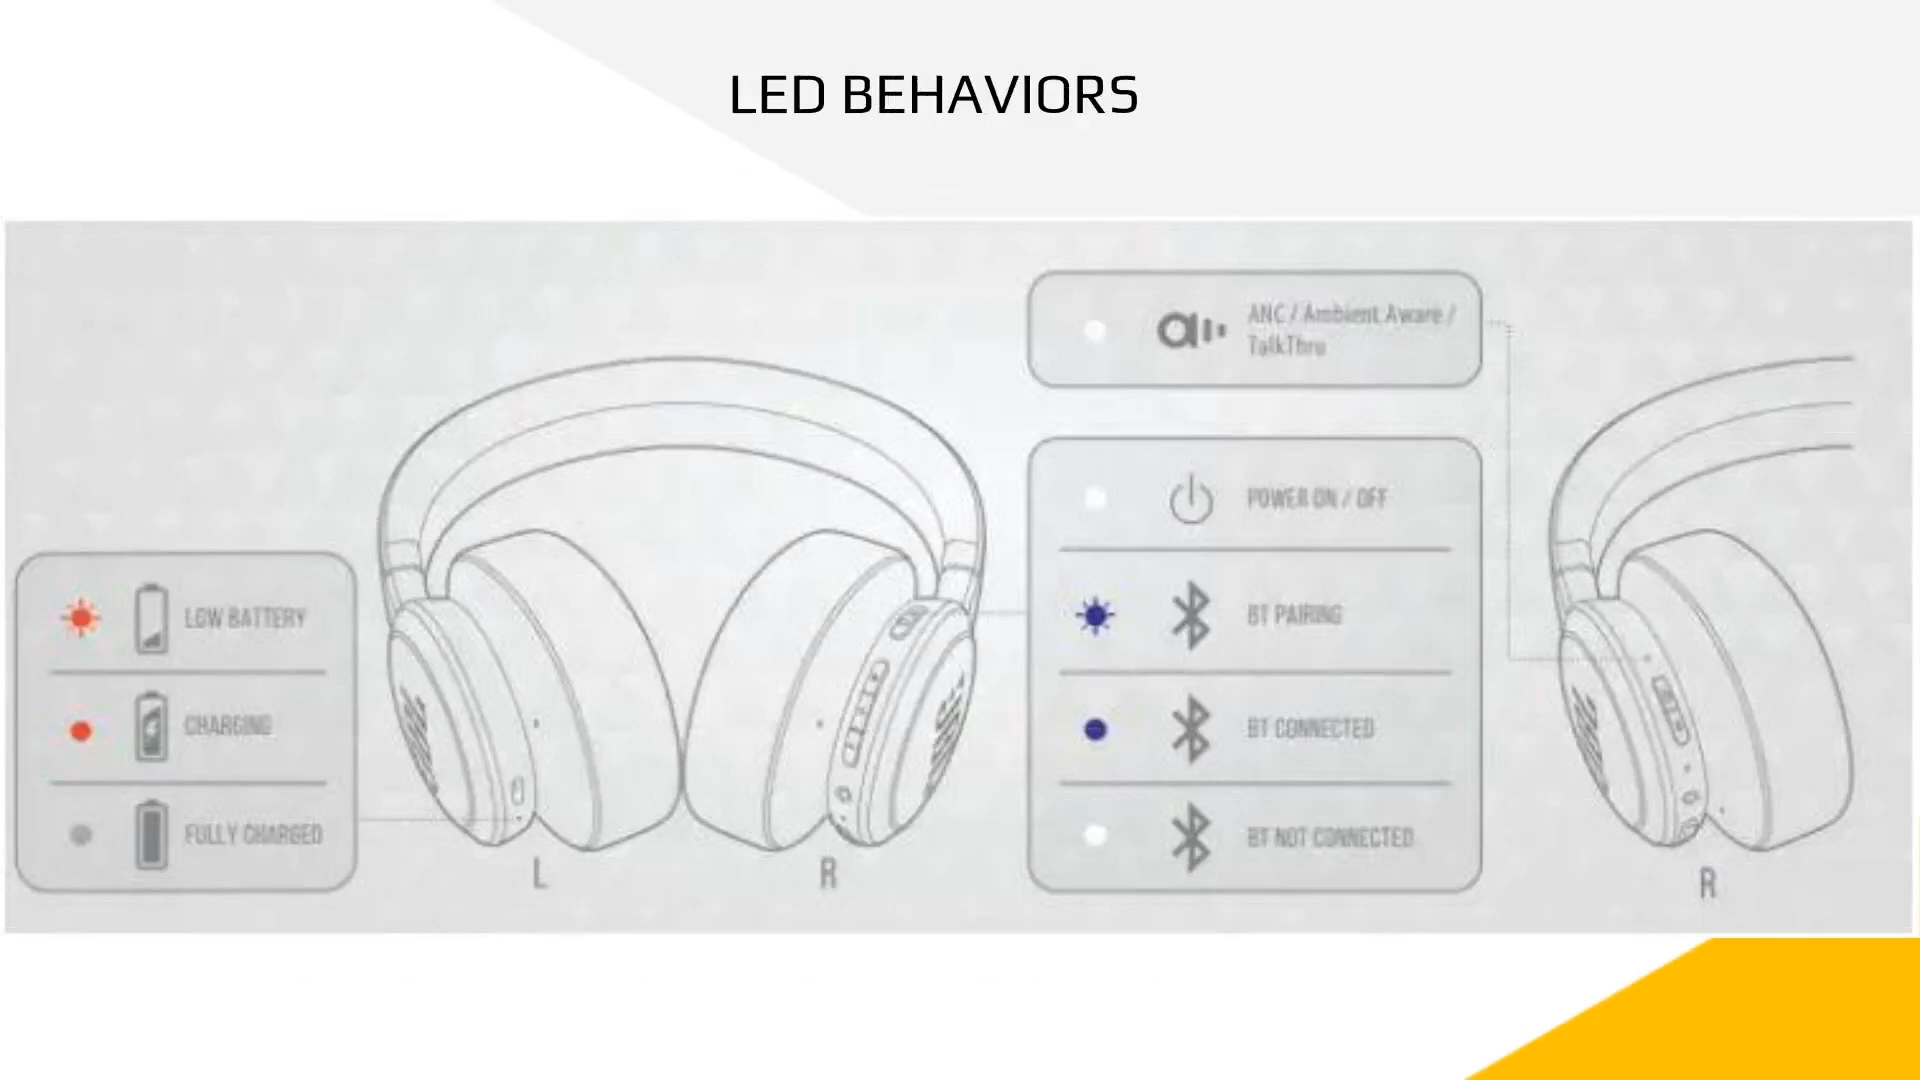 LED BEHAVIORS
ANC / Ambient Aware /
TalkThru
POWER ON / OFF
BT PAIRING
BT CONNECTED
BT NOT CONNECTED
LOW BATTERY
CHARGING
FULLY CHARGED
L
R
R